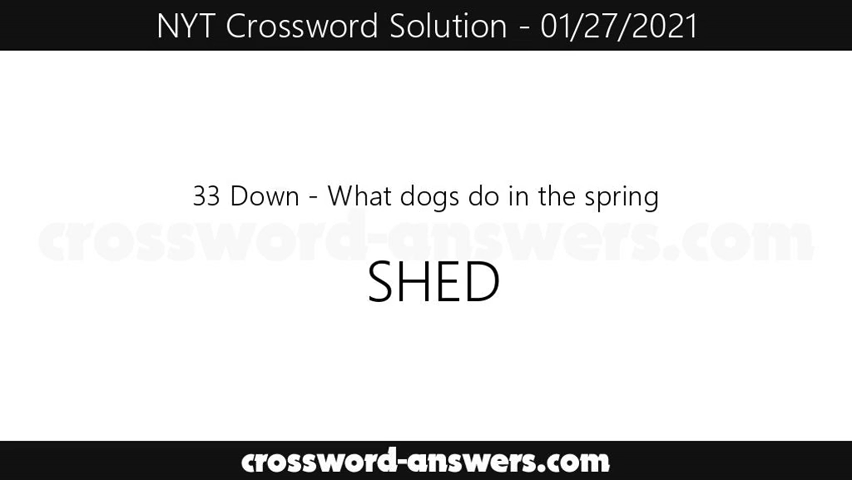 NYT Crossword Solution - 01/27/2021
33 Down - What dogs do in the spring
crossword-answers.com
SHED
crossword-answers.com